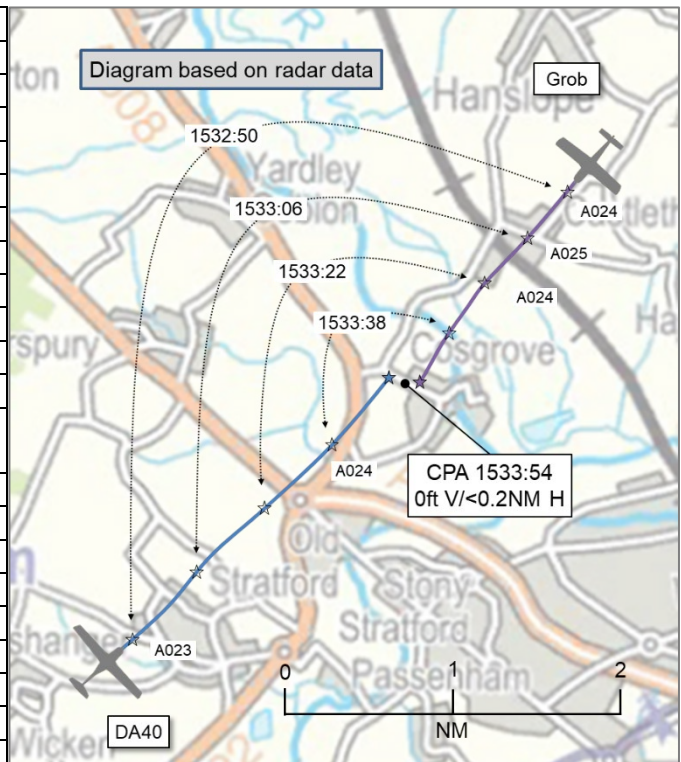 Diagram based on radar data
Grob
Hanslope
1532:50
Yardley
A024
1533:06
A025
1533:22
A024
1533:38
Cosgrove
A024
CPA 1533:54
0ft V/<0.2NM H
Old
Stratford
Stony
Stratford
A023
Passenham
0 1 2
NM
DA40
Wicken